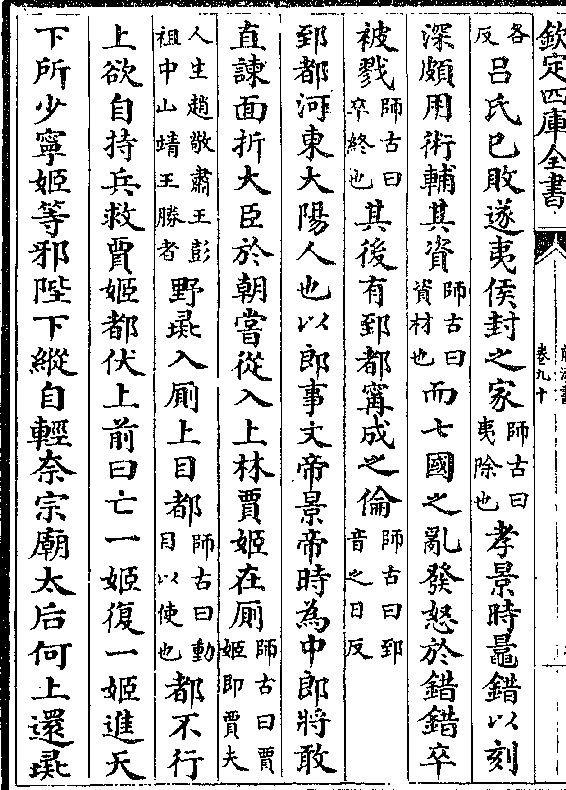 欽定四庫全書
卷九十
各反吕氏已敗遂夷侯封之家師古曰夷除也孝景時鼂錯以刻
深頗用術輔其資師古曰資材也而七國之亂發怒於錯錯卒
被戮師古曰卒終也其後有郅都寗成之倫師古曰郅音之日反
郅都河東大陽人也以郎事文帝景帝時為中郎將敢
直諫面折大臣於朝嘗從入上林賈姬在厠師古曰賈姬即賈夫
人生趙敬肅王彭祖中山靖王勝者野彘入厠上目都師古曰動目以使也都不行
上欲自持兵救賈姬都伏上前曰亡一姬復一姬進天
下所少寧姬等邪陛下縱自輕奈宗廟太后何上還彘